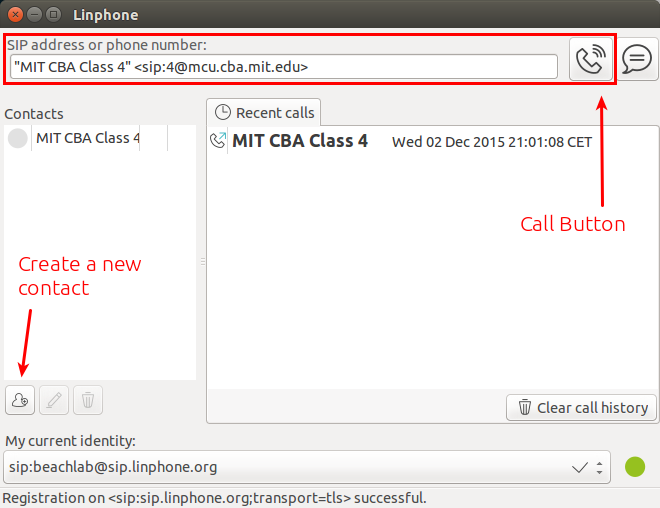 Linphone
SIP address or phone number:
"MIT CBA Class 4" <sip:4@mcu.cba.mit.edu>
Contacts
Recent calls
MIT CBA Class 4
MIT CBA Class 4 Wed 02 Dec 2015 21:01:08 CET
Call Button
Create a new
contact
Clear call history
My current identity:
sip:beachlab@sip.linphone.org
Registration on <sip:sip.linphone.org;transport=tls> successful.